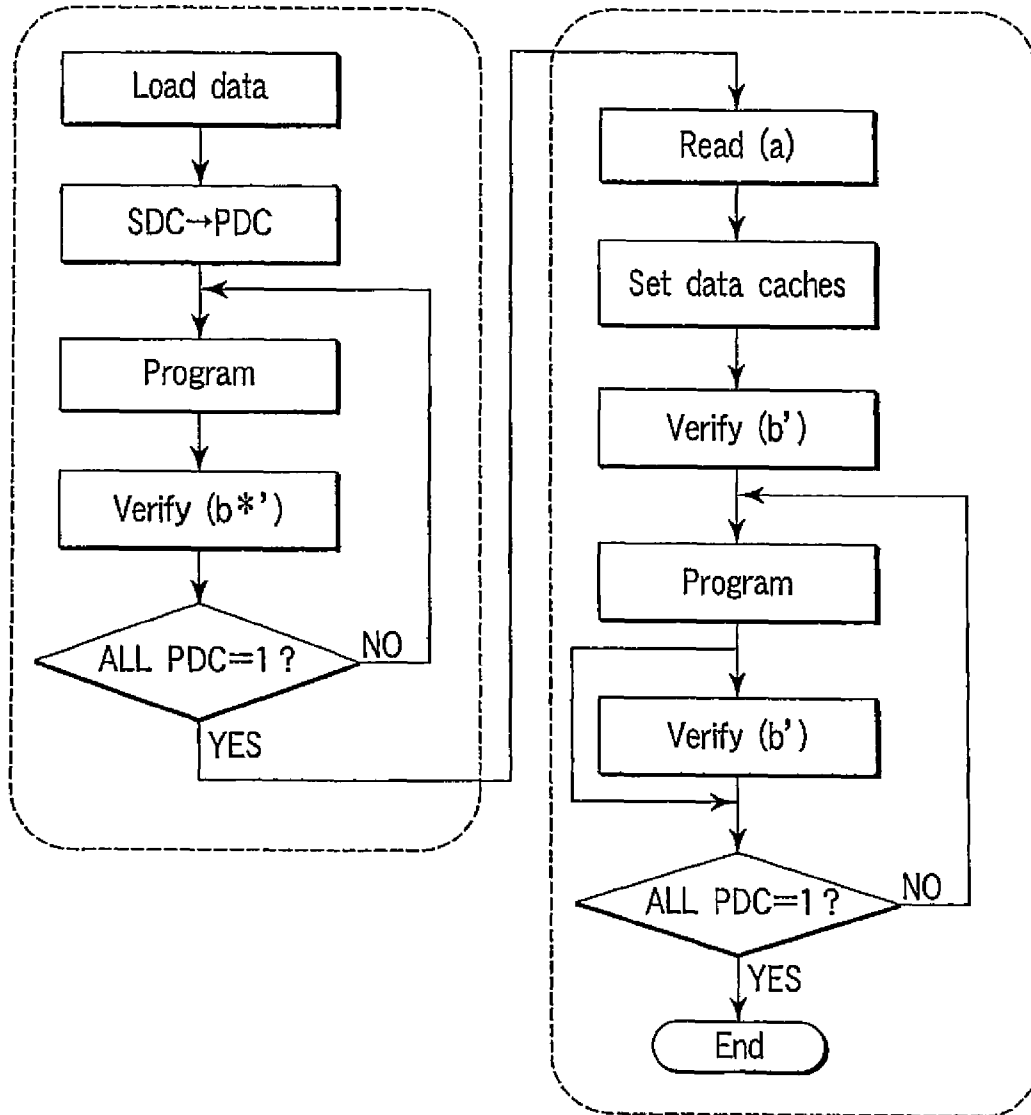 Load data
SDC→PDC
Program
Verify (b*')
ALL PDC=1?
NO
YES
Read (a)
Set data caches
Verify (b')
Program
Verify (b')
ALL PDC=1?
NO
YES
End